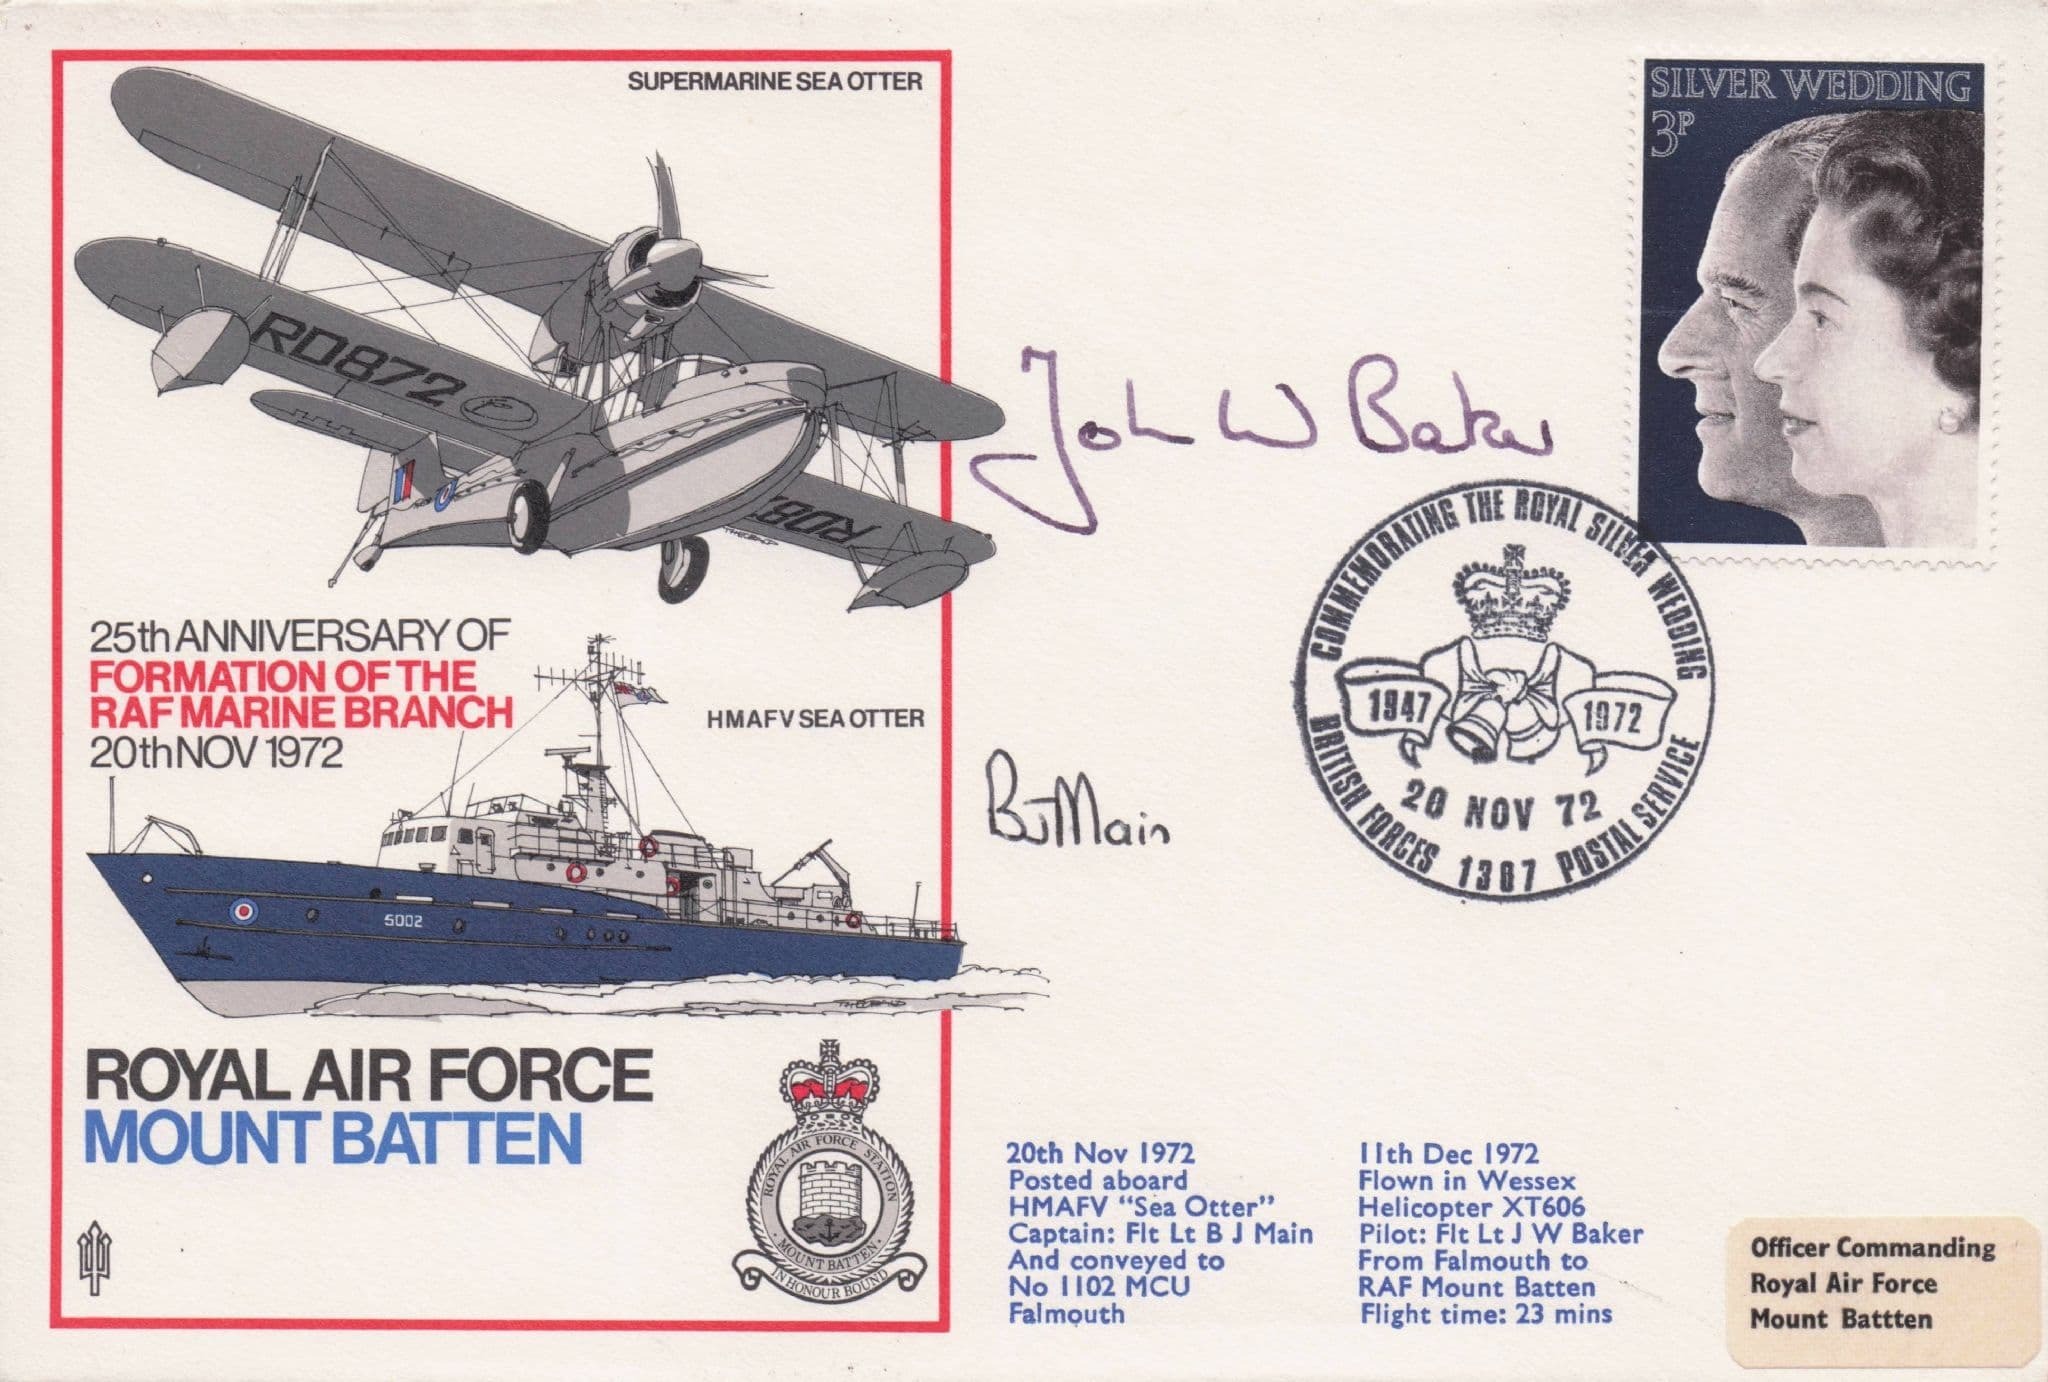 SUPERMARINE SEA OTTER
RD872
RD8
25th ANNIVERSARY OF
FORMATION OF THE
RAF MARINE BRANCH
20th NOV 1972
HMAFV SEA OTTER
5002
ROYAL AIR FORCE
MOUNT BATTEN
ROYAL AIR FORCE STATION
MOUNT BATTEN
IN HONOUR BOUND
John W Baker
BJ Main
SILVER WEDDING
3P
COMMEMORATING THE ROYAL SILVER WEDDING
1947
1972
20 NOV 72
BRITISH FORCES 1307 POSTAL SERVICE
20th Nov 1972
Posted aboard
HMAFV "Sea Otter"
Captain: Flt Lt B J Main
And conveyed to
No 1102 MCU
Falmouth
11th Dec 1972
Flown in Wessex
Helicopter XT606
Pilot: Flt Lt J W Baker
From Falmouth to
RAF Mount Batten
Flight time: 23 mins
Officer Commanding
Royal Air Force
Mount Battten